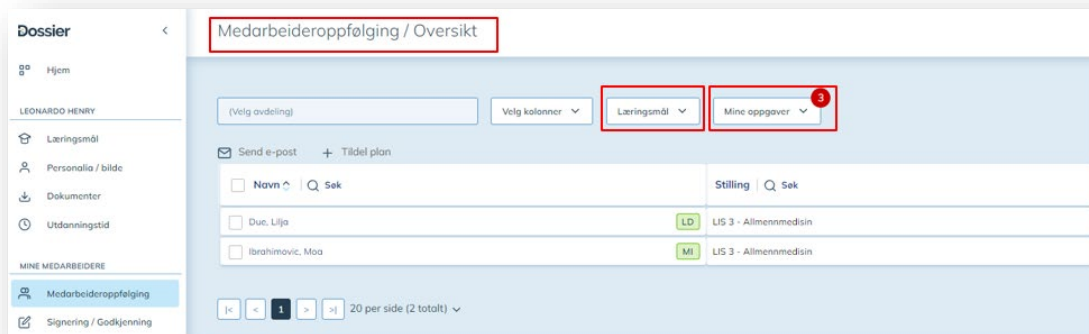 Dossier
Medarbeideroppfølging / Oversikt
Hjem
LEONARDO HENRY
Læringsmål
Personalia / bilde
Dokumenter
Utdanningstid
MINE MEDARBEIDERE
Medarbeideroppfølging
Signering / Godkjenning
(Velg avdeling)
Velg kolonner
Læringsmål
Mine oppgaver
3
Send e-post
+ Tildel plan
Navn
Søk
Stilling
Søk
Due, Lilja
LD
LIS 3 - Allmennmedisin
Ibrahimovic, Moa
MI
LIS 3 - Allmennmedisin
|<
<
1
>
>|
20 per side (2 totalt)